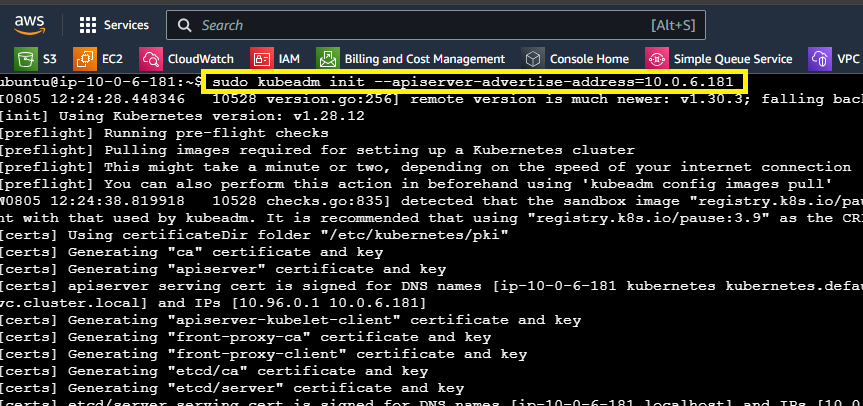 aws
Services
Search
[Alt+S]
S3
EC2
CloudWatch
IAM
Billing and Cost Management
Console Home
Simple Queue Service
VPC
ubuntu@ip-10-0-6-181:~$ sudo kubeadm init --apiserver-advertise-address=10.0.6.181
I0805 12:24:28.448346   10528 version.go:256] remote version is much newer: v1.30.3; falling back
[init] Using Kubernetes version: v1.28.12
[preflight] Running pre-flight checks
[preflight] Pulling images required for setting up a Kubernetes cluster
[preflight] This might take a minute or two, depending on the speed of your internet connection
[preflight] You can also perform this action in beforehand using 'kubeadm config images pull'
W0805 12:24:38.819918   10528 checks.go:835] detected that the sandbox image "registry.k8s.io/pau
nt with that used by kubeadm. It is recommended that using "registry.k8s.io/pause:3.9" as the CRI
[certs] Using certificateDir folder "/etc/kubernetes/pki"
[certs] Generating "ca" certificate and key
[certs] Generating "apiserver" certificate and key
[certs] apiserver serving cert is signed for DNS names [ip-10-0-6-181 kubernetes kubernetes.defau
vc.cluster.local] and IPs [10.96.0.1 10.0.6.181]
[certs] Generating "apiserver-kubelet-client" certificate and key
[certs] Generating "front-proxy-ca" certificate and key
[certs] Generating "front-proxy-client" certificate and key
[certs] Generating "etcd/ca" certificate and key
[certs] Generating "etcd/server" certificate and key
[certs] etcd/server serving cert is signed for DNS names [ip-10-0-6-181 localhost] and IPs [10.0